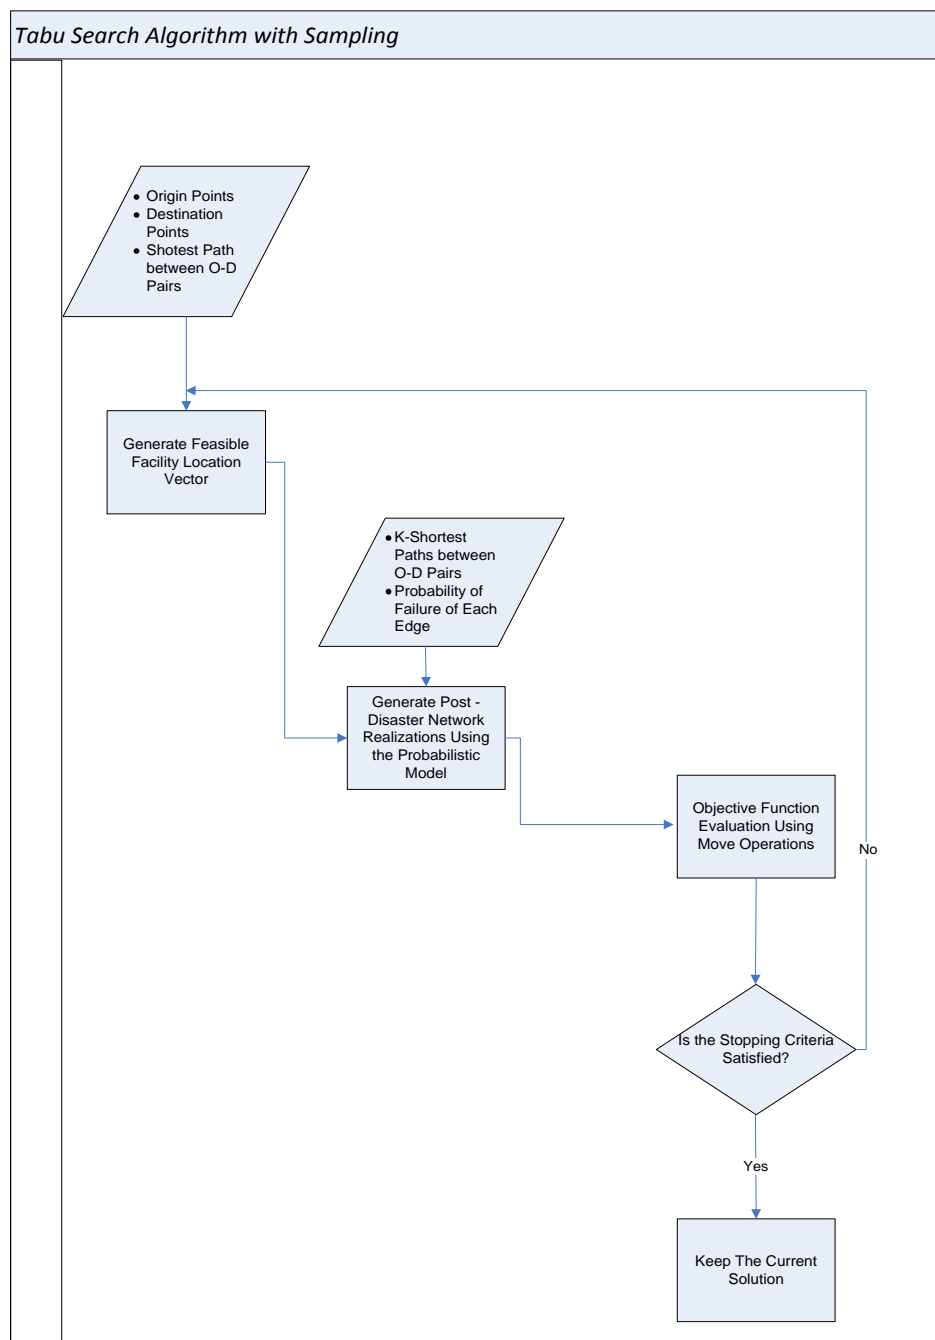 Tabu Search Algorithm with Sampling
• Origin Points
• Destination
Points
• Shotest Path
between O-D
Pairs
Generate Feasible
Facility Location
Vector
• K-Shortest
Paths between
O-D Pairs
• Probability of
Failure of Each
Edge
Generate Post -
Disaster Network
Realizations Using
the Probabilistic
Model
Objective Function
Evaluation Using
Move Operations
No
Is the Stopping Criteria
Satisfied?
Yes
Keep The Current
Solution